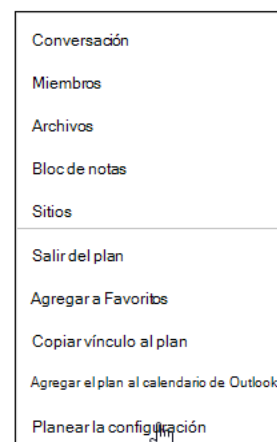 Conversación
Miembros
Archivos
Bloc de notas
Sitios
Salir del plan
Agregar a Favoritos
Copiar vínculo al plan
Agregar el plan al calendario de Outlook
Planear la configuración